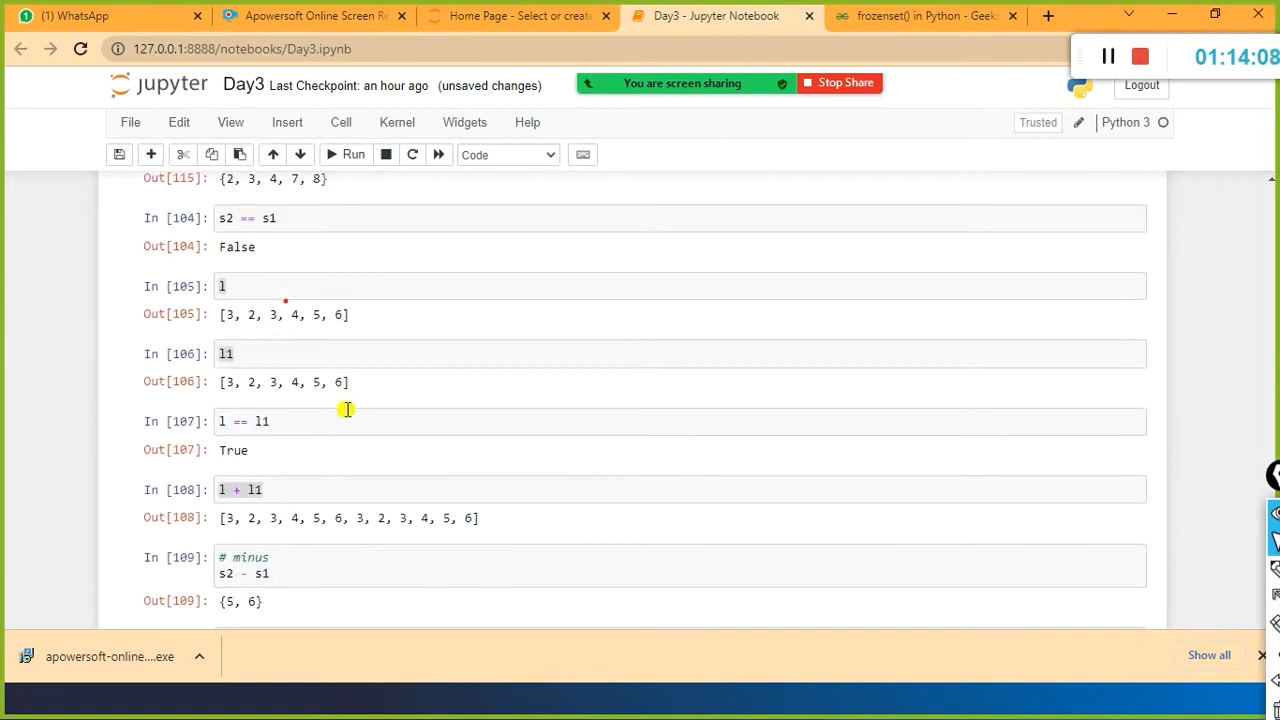 (1) WhatsApp
Apowersoft Online Screen Re
Home Page - Select or create
Day3 - Jupyter Notebook
frozenset() in Python - Geeks
127.0.0.1:8888/notebooks/Day3.ipynb
01:14:08
jupyter
Day3 Last Checkpoint: an hour ago (unsaved changes)
You are screen sharing
Stop Share
Logout
File Edit View Insert Cell Kernel Widgets Help
Trusted
Python 3
Run
Code
Out[115]: {2, 3, 4, 7, 8}
In [104]: s2 == s1
Out[104]: False
In [105]: l
Out[105]: [3, 2, 3, 4, 5, 6]
In [106]: l1
Out[106]: [3, 2, 3, 4, 5, 6]
In [107]: l == l1
Out[107]: True
In [108]: l + l1
Out[108]: [3, 2, 3, 4, 5, 6, 3, 2, 3, 4, 5, 6]
In [109]: # minus
s2 - s1
Out[109]: {5, 6}
apowersoft-online....exe
Show all